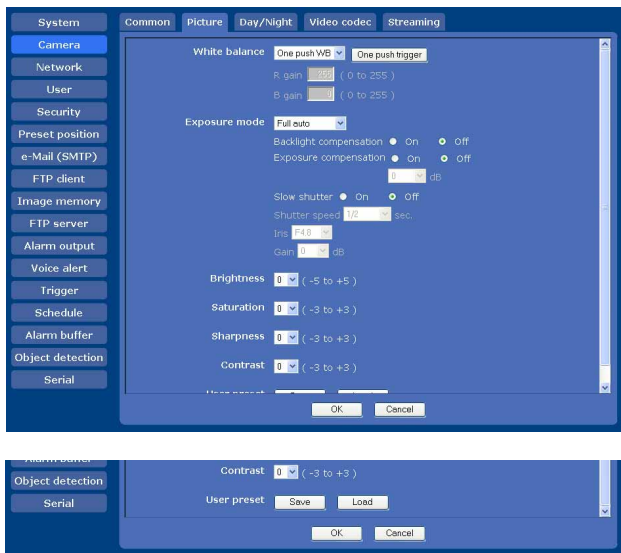 System
Camera
Network
User
Security
Preset position
e-Mail (SMTP)
FTP client
Image memory
FTP server
Alarm output
Voice alert
Trigger
Schedule
Alarm buffer
Object detection
Serial
Common Picture Day/Night Video codec Streaming
White balance One push WB One push trigger
R gain 255 ( 0 to 255 )
B gain 0 ( 0 to 255 )
Exposure mode Full auto
Backlight compensation On Off
Exposure compensation On Off
0 dB
Slow shutter On Off
Shutter speed 1/2 sec.
Iris F4.8
Gain 0 dB
Brightness 0 ( -5 to +5 )
Saturation 0 ( -3 to +3 )
Sharpness 0 ( -3 to +3 )
Contrast 0 ( -3 to +3 )
OK Cancel
Object detection
Serial
Contrast 0 ( -3 to +3 )
User preset Save Load
OK Cancel